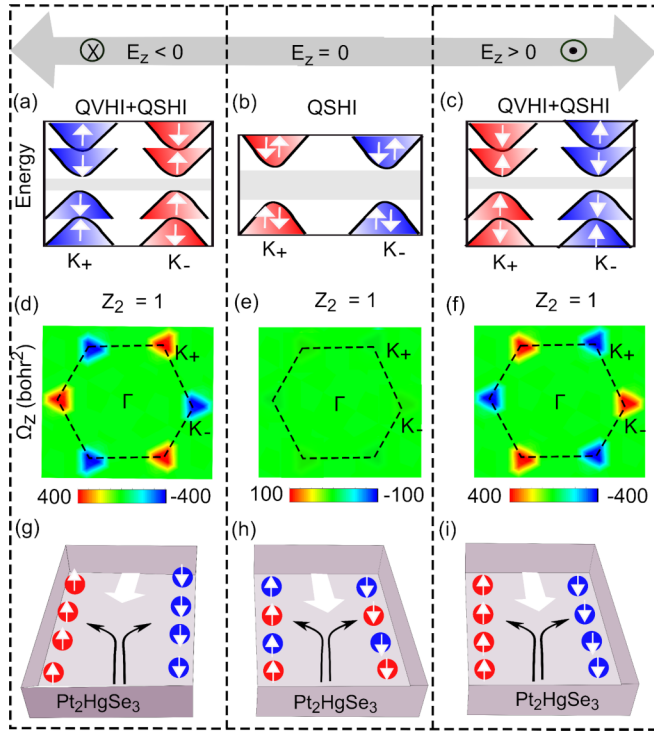 E_z < 0 E_z = 0 E_z > 0
(a) QVHI+QSHI (b) QSHI (c) QVHI+QSHI
Energy
K₊ K₋ K₊ K₋ K₊ K₋
(d) Z₂ = 1 (e) Z₂ = 1 (f) Z₂ = 1
Ω_z (bohr²)
K₊ K₊ K₊
Γ Γ Γ
K₋ K₋ K₋
400 -400 100 -100 400 -400
(g) (h) (i)
Pt₂HgSe₃ Pt₂HgSe₃ Pt₂HgSe₃